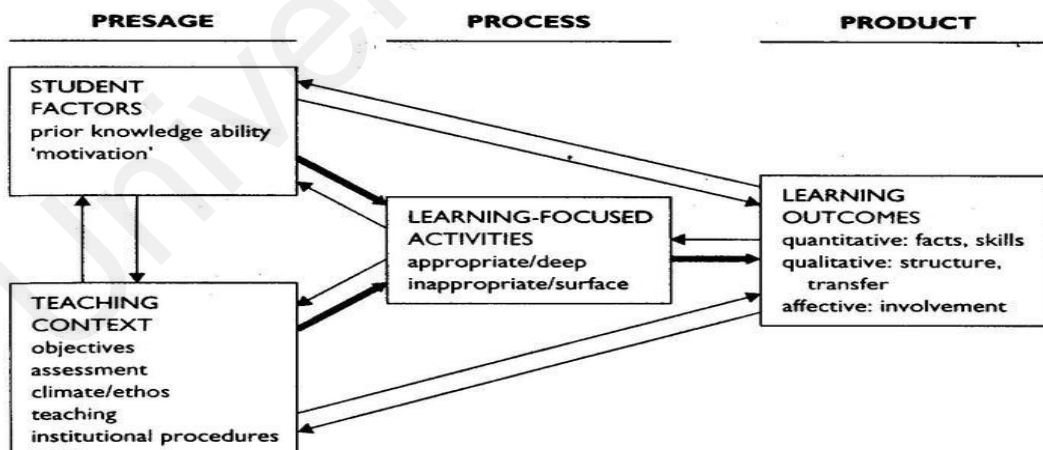 PRESAGE
PROCESS
PRODUCT
STUDENT
FACTORS
prior knowledge ability
'motivation'
LEARNING-FOCUSED
ACTIVITIES
appropriate/deep
inappropriate/surface
LEARNING
OUTCOMES
quantitative: facts, skills
qualitative: structure,
transfer
affective: involvement
TEACHING
CONTEXT
objectives
assessment
climate/ethos
teaching
institutional procedures
Univer